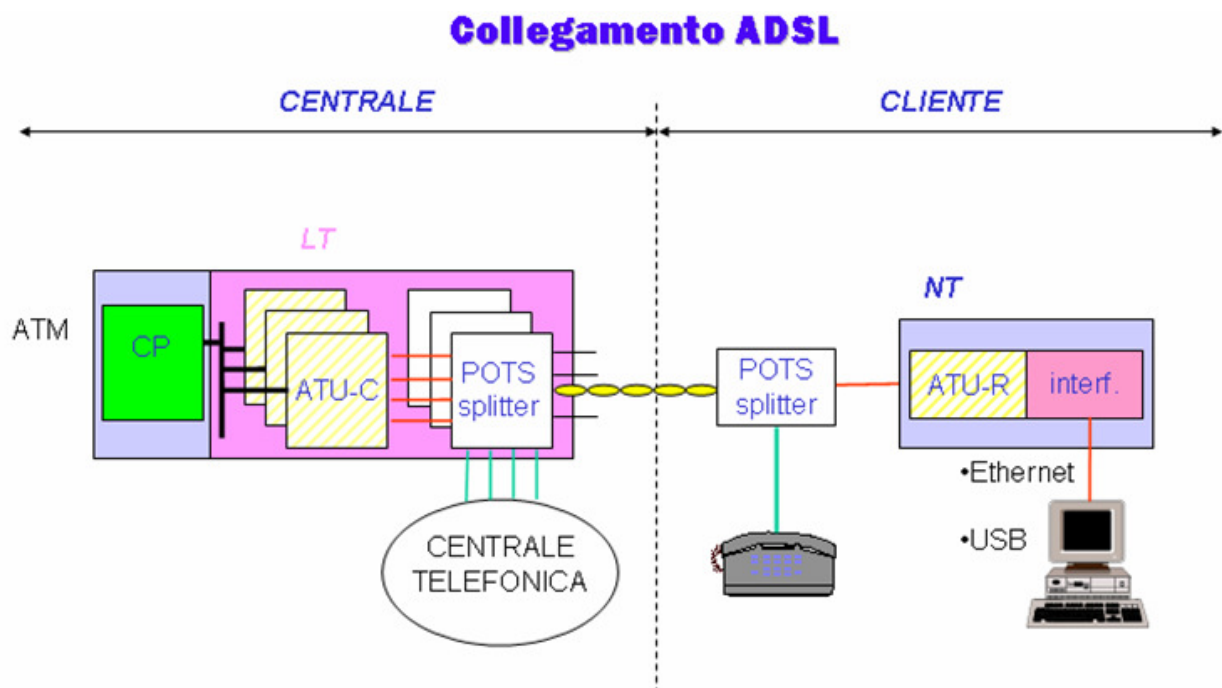 Collegamento ADSL
CENTRALE
CLIENTE
LT
NT
ATM
CP
ATU-C
POTS
splitter
POTS
splitter
ATU-R
interf.
•Ethernet
•USB
CENTRALE
TELEFONICA